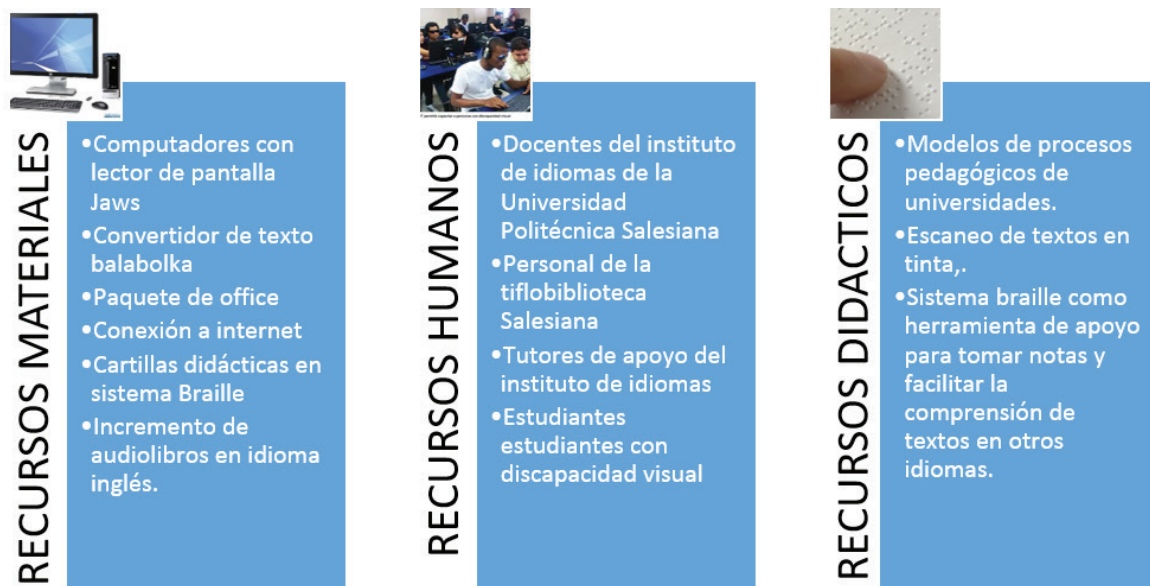 RECURSOS MATERIALES
•Computadores con
lector de pantalla
Jaws
•Convertidor de texto
balabolka
•Paquete de office
•Conexión a internet
•Cartillas didácticas en
sistema Braille
•Incremento de
audiolibros en idioma
inglés.
RECURSOS HUMANOS
•Docentes del instituto
de idiomas de la
Universidad
Politécnica Salesiana
•Personal de la
tiflobiblioteca
Salesiana
•Tutores de apoyo del
instituto de idiomas
•Estudiantes
estudiantes con
discapacidad visual
RECURSOS DIDACTICOS
•Modelos de procesos
pedagógicos de
universidades.
•Escaneo de textos en
tinta,.
•Sistema braille como
herramienta de apoyo
para tomar notas y
facilitar la
comprensión de
textos en otros
idiomas.